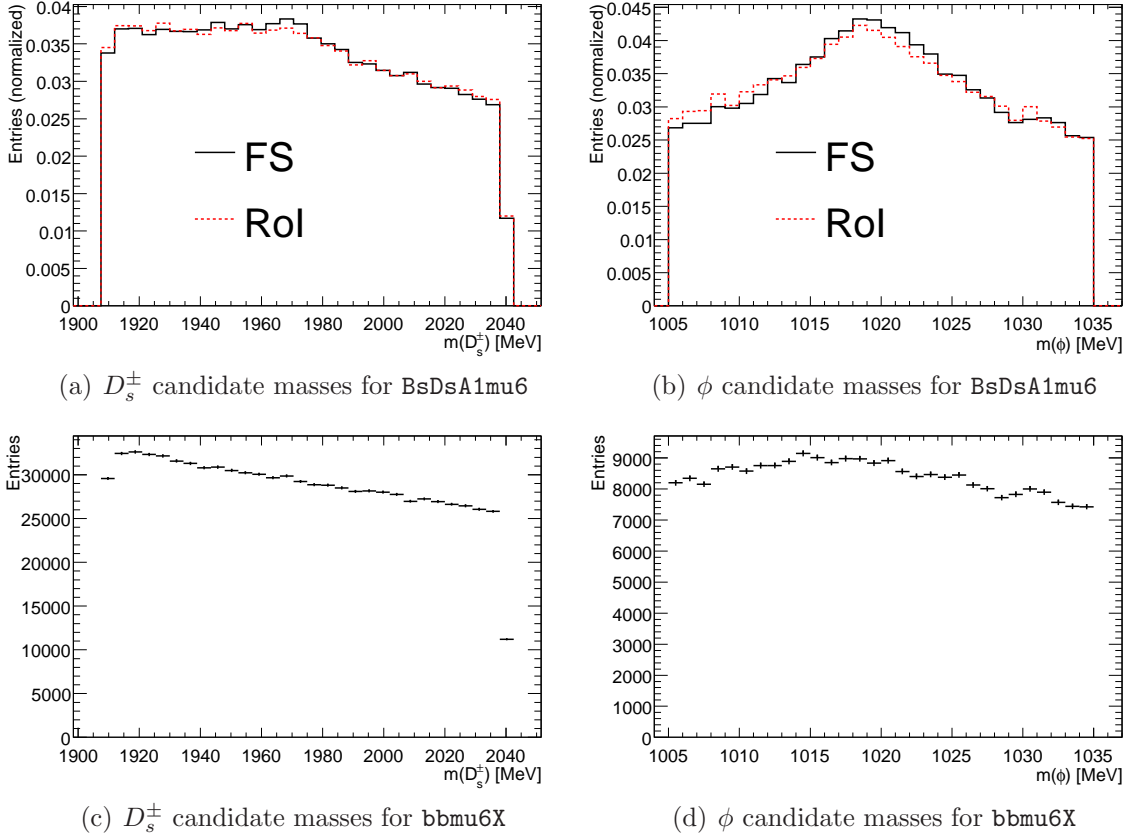 Entries (normalized)
0.04
0.035
0.03
0.025
0.02
0.015
0.01
0.005
0
FS
RoI
1900 1920 1940 1960 1980 2000 2020 2040
m(D_s^±) [MeV]
(a) D_s^± candidate masses for BsDsA1mu6
Entries (normalized)
0.045
0.04
0.035
0.03
0.025
0.02
0.015
0.01
0.005
0
FS
RoI
1005 1010 1015 1020 1025 1030 1035
m(ϕ) [MeV]
(b) ϕ candidate masses for BsDsA1mu6
Entries
30000
25000
20000
15000
10000
5000
0
1900 1920 1940 1960 1980 2000 2020 2040
m(D_s^±) [MeV]
(c) D_s^± candidate masses for bbmu6X
Entries
9000
8000
7000
6000
5000
4000
3000
2000
1000
0
1005 1010 1015 1020 1025 1030 1035
m(ϕ) [MeV]
(d) ϕ candidate masses for bbmu6X